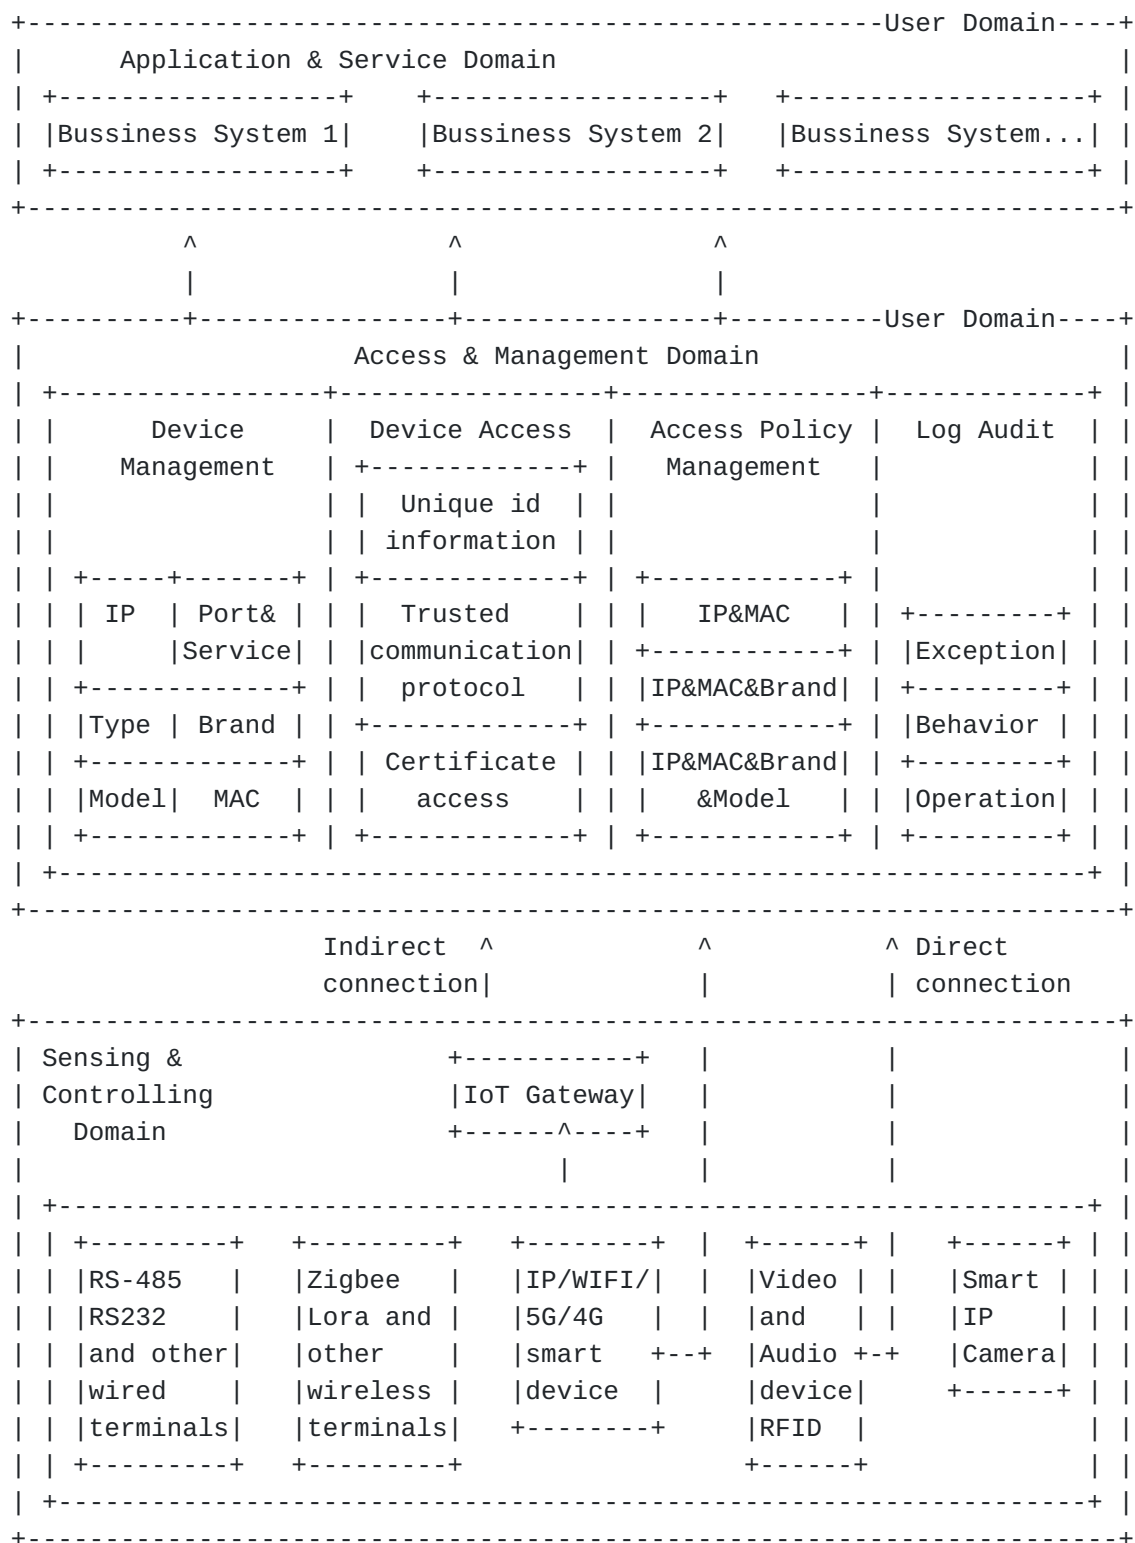 +-------------------------------------------------------User Domain----+
|      Application & Service Domain                                    |
| +------------------+    +------------------+   +-------------------+ |
| |Bussiness System 1|    |Bussiness System 2|   |Bussiness System...| |
| +------------------+    +------------------+   +-------------------+ |
+----------------------------------------------------------------------+
           ^                ^                ^
           |                |                |
+----------+----------------+----------------+----------User Domain----+
|                     Access & Management Domain                       |
| +-----------------+-----------------+----------------+-------------+ |
| |      Device     |  Device Access  |  Access Policy |  Log Audit  | |
| |    Management   | +-------------+ |   Management   |             | |
| |                 | |  Unique id  | |                |             | |
| |                 | | information | |                |             | |
| | +-----+-------+ | +-------------+ | +------------+ |             | |
| | | IP  | Port& | | |  Trusted    | | |   IP&MAC   | | +---------+ | |
| | |     |Service| | |communication| | +------------+ | |Exception| | |
| | +-------------+ | |  protocol   | | |IP&MAC&Brand| | +---------+ | |
| | |Type | Brand | | +-------------+ | +------------+ | |Behavior | | |
| | +-------------+ | | Certificate | | |IP&MAC&Brand| | +---------+ | |
| | |Model|  MAC  | | |   access    | | |   &Model   | | |Operation| | |
| | +-------------+ | +-------------+ | +------------+ | +---------+ | |
| +------------------------------------------------------------------+ |
+----------------------------------------------------------------------+
                    Indirect  ^             ^           ^ Direct
                    connection|             |           | connection
+----------------------------------------------------------------------+
| Sensing &                 +-----------+   |           |              |
| Controlling               |IoT Gateway|   |           |              |
|   Domain                  +------^----+   |           |              |
|                                  |        |           |              |
| +------------------------------------------------------------------+ |
| | +---------+   +---------+   +--------+  |  +------+ |   +------+ | |
| | |RS-485   |   |Zigbee   |   |IP/WIFI/|  |  |Video | |   |Smart | | |
| | |RS232    |   |Lora and |   |5G/4G   |  |  |and   | |   |IP    | | |
| | |and other|   |other    |   |smart   +--+  |Audio +-+   |Camera| | |
| | |wired    |   |wireless |   |device  |     |device|     +------+ | |
| | |terminals|   |terminals|   +--------+     |RFID  |              | |
| | +---------+   +---------+                  +------+              | |
| +------------------------------------------------------------------+ |
+----------------------------------------------------------------------+